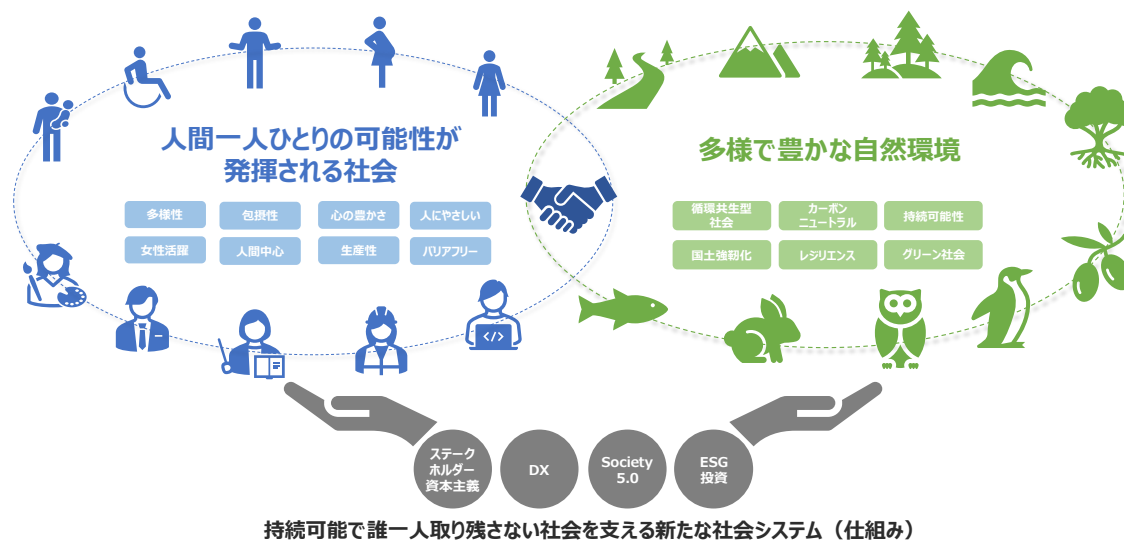 人間一人ひとりの可能性が
発揮される社会
多様性
包摂性
心の豊かさ
人にやさしい
女性活躍
人間中心
生産性
バリアフリー
多様で豊かな自然環境
循環共生型
社会
カーボン
ニュートラル
持続可能性
国土強靭化
レジリエンス
グリーン社会
</>
ステーク
ホルダー
資本主義
DX
Society
5.0
ESG
投資
持続可能で誰一人取り残さない社会を支える新たな社会システム（仕組み）